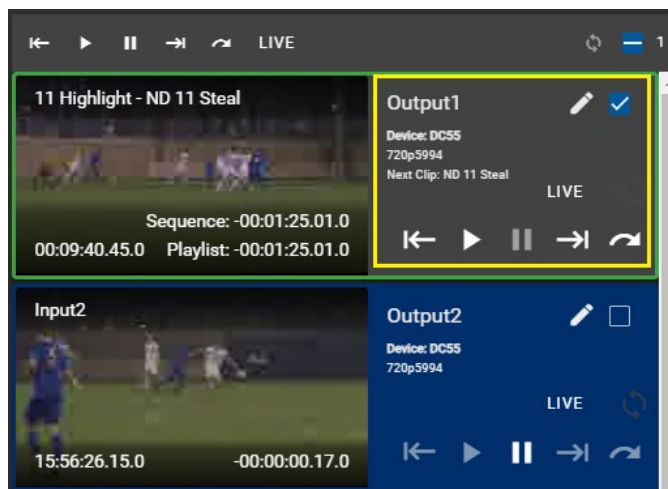 LIVE
1
11 Highlight - ND 11 Steal
Sequence: -00:01:25.01.0
00:09:40.45.0 Playlist: -00:01:25.01.0
Output1
Device: DC55
720p5994
Next Clip: ND 11 Steal
LIVE
Input2
15:56:26.15.0 -00:00:00.17.0
Output2
Device: DC55
720p5994
LIVE